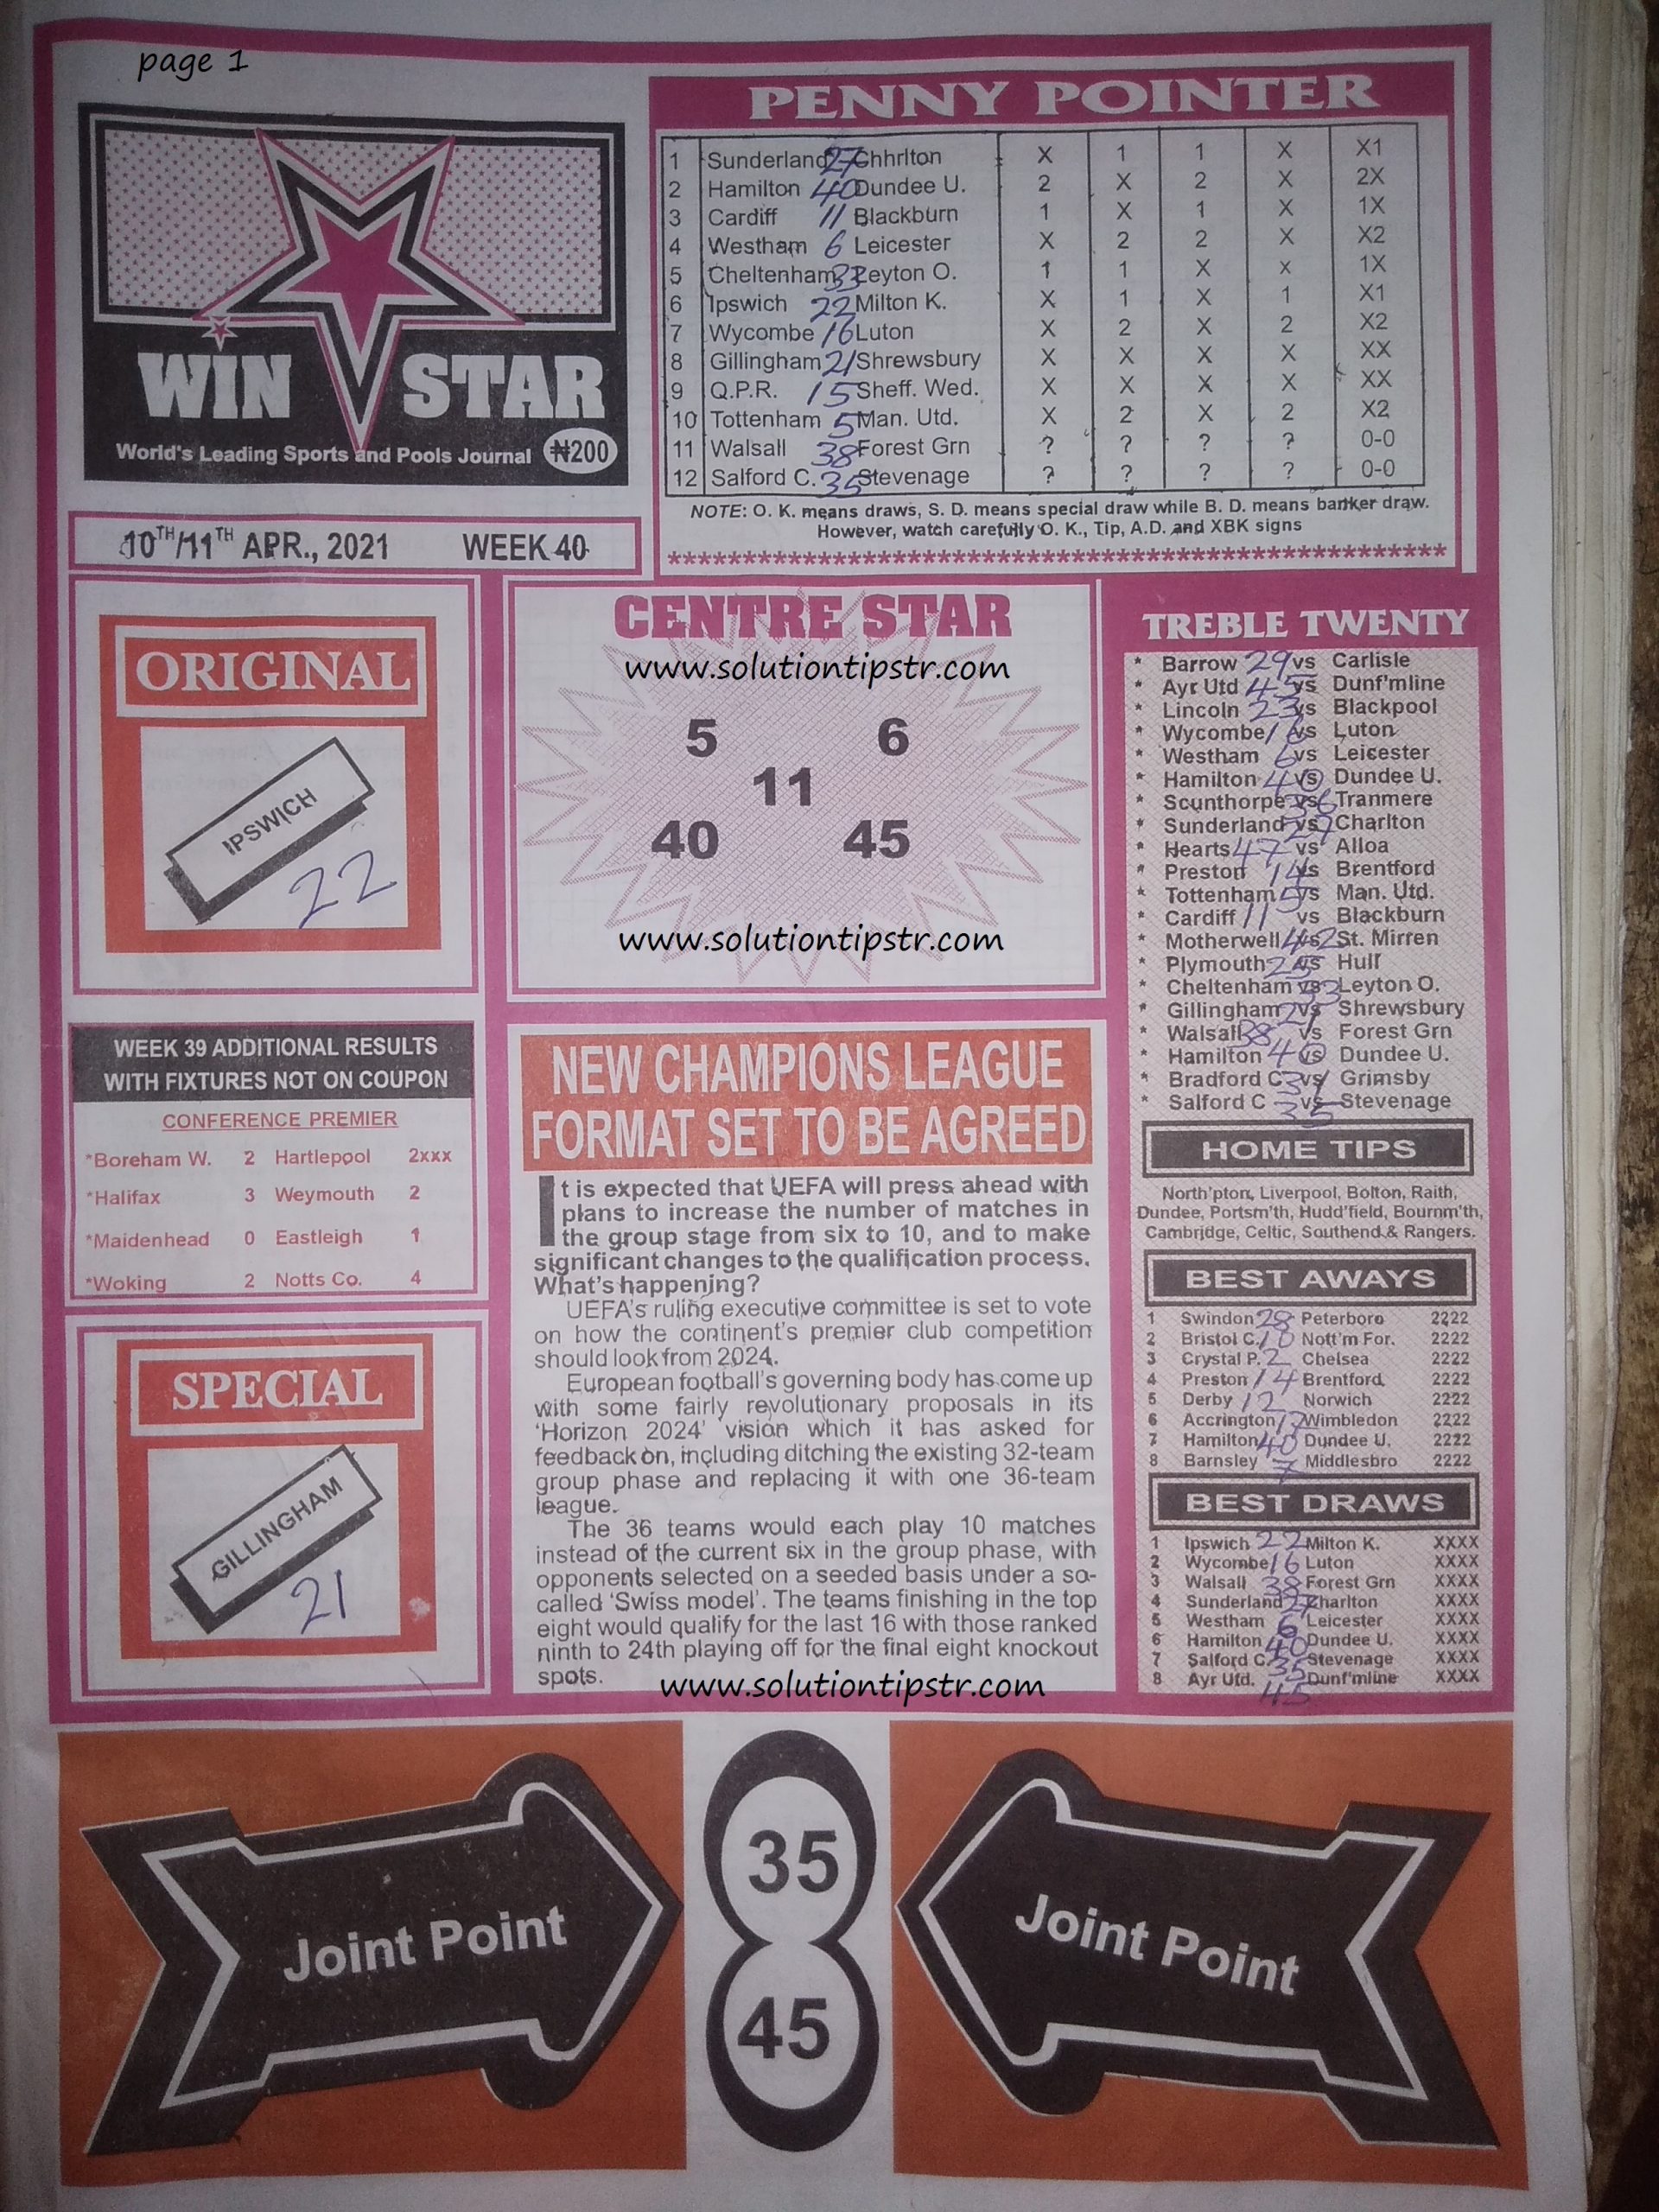 page 1
WIN STAR
World's Leading Sports and Pools Journal ₦200
10TH/11TH APR., 2021 WEEK 40
PENNY POINTER
1 Sunderland 27 Chhrlton X 1 1 X X1
2 Hamilton 40 Dundee U. 2 X 2 X 2X
3 Cardiff 11 Blackburn 1 X 1 X 1X
4 Westham 6 Leicester X 2 2 X X2
5 Cheltenham 33 Leyton O. 1 1 X X 1X
6 Ipswich 22 Milton K. X 1 X 1 X1
7 Wycombe 16 Luton X 2 X 2 X2
8 Gillingham 21 Shrewsbury X X X X XX
9 Q.P.R. 15 Sheff. Wed. X X X X XX
10 Tottenham 5 Man. Utd. X 2 X 2 X2
11 Walsall 38 Forest Grn ? ? ? ? 0-0
12 Salford C. 35 Stevenage ? ? ? ? 0-0
NOTE: O. K. means draws, S. D. means special draw while B. D. means banker draw.
However, watch carefully O. K., Tip, A.D. and XBK signs
ORIGINAL
IPSWICH
22
CENTRE STAR
www.solutiontipstr.com
5 6
11
40 45
www.solutiontipstr.com
TREBLE TWENTY
* Barrow 29 vs Carlisle
* Ayr Utd 45 vs Dunf'mline
* Lincoln 23 vs Blackpool
* Wycombe 16 vs Luton
* Westham 6 vs Leicester
* Hamilton 40 vs Dundee U.
* Scunthorpe 36 vs Tranmere
* Sunderland 27 vs Charlton
* Hearts 47 vs Alloa
* Preston 14 vs Brentford
* Tottenham 5 vs Man. Utd.
* Cardiff 11 vs Blackburn
* Motherwell 42 vs St. Mirren
* Plymouth 25 vs Hull
* Cheltenham 33 vs Leyton O.
* Gillingham 21 vs Shrewsbury
* Walsall 38 vs Forest Grn
* Hamilton 40 vs Dundee U.
* Bradford C 31 vs Grimsby
* Salford C 35 vs Stevenage
HOME TIPS
North'pton, Liverpool, Bolton, Raith,
Dundee, Portsm'th, Hudd'field, Bournm'th,
Cambridge, Celtic, Southend & Rangers.
BEST AWAYS
1 Swindon 28 Peterboro 2222
2 Bristol C. 10 Nott'm For. 2222
3 Crystal P. 2 Chelsea 2222
4 Preston 14 Brentford 2222
5 Derby 12 Norwich 2222
6 Accrington 17 Wimbledon 2222
7 Hamilton 40 Dundee U. 2222
8 Barnsley 7 Middlesbro 2222
BEST DRAWS
1 Ipswich 22 Milton K. XXXX
2 Wycombe 16 Luton XXXX
3 Walsall 38 Forest Grn XXXX
4 Sunderland 27 Charlton XXXX
5 Westham 6 Leicester XXXX
6 Hamilton 40 Dundee U. XXXX
7 Salford C. 35 Stevenage XXXX
8 Ayr Utd. 45 Dunf'mline XXXX
WEEK 39 ADDITIONAL RESULTS
WITH FIXTURES NOT ON COUPON
CONFERENCE PREMIER
*Boreham W. 2 Hartlepool 2xxx
*Halifax 3 Weymouth 2
*Maidenhead 0 Eastleigh 1
*Woking 2 Notts Co. 4
SPECIAL
GILLINGHAM
21
NEW CHAMPIONS LEAGUE
FORMAT SET TO BE AGREED
It is expected that UEFA will press ahead with
plans to increase the number of matches in
the group stage from six to 10, and to make
significant changes to the qualification process.
What's happening?
UEFA's ruling executive committee is set to vote
on how the continent's premier club competition
should look from 2024.
European football's governing body has come up
with some fairly revolutionary proposals in its
'Horizon 2024' vision which it has asked for
feedback on, including ditching the existing 32-team
group phase and replacing it with one 36-team
league.
The 36 teams would each play 10 matches
instead of the current six in the group phase, with
opponents selected on a seeded basis under a so-
called 'Swiss model'. The teams finishing in the top
eight would qualify for the last 16 with those ranked
ninth to 24th playing off for the final eight knockout
spots.
www.solutiontipstr.com
Joint Point
35
45
Joint Point